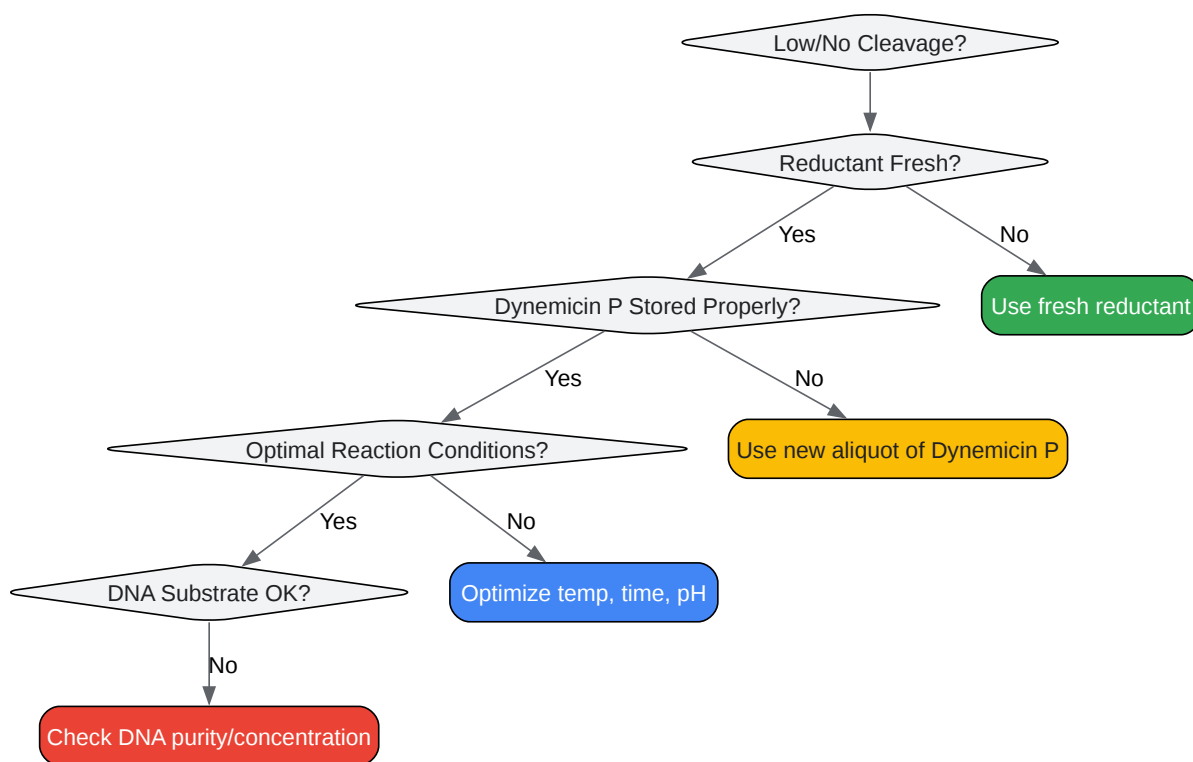 Low/No Cleavage?
Reductant Fresh?
Yes
No
Dynemicin P Stored Properly?
Use fresh reductant
Yes
No
Optimal Reaction Conditions?
Use new aliquot of Dynemicin P
Yes
No
DNA Substrate OK?
Optimize temp, time, pH
No
Check DNA purity/concentration